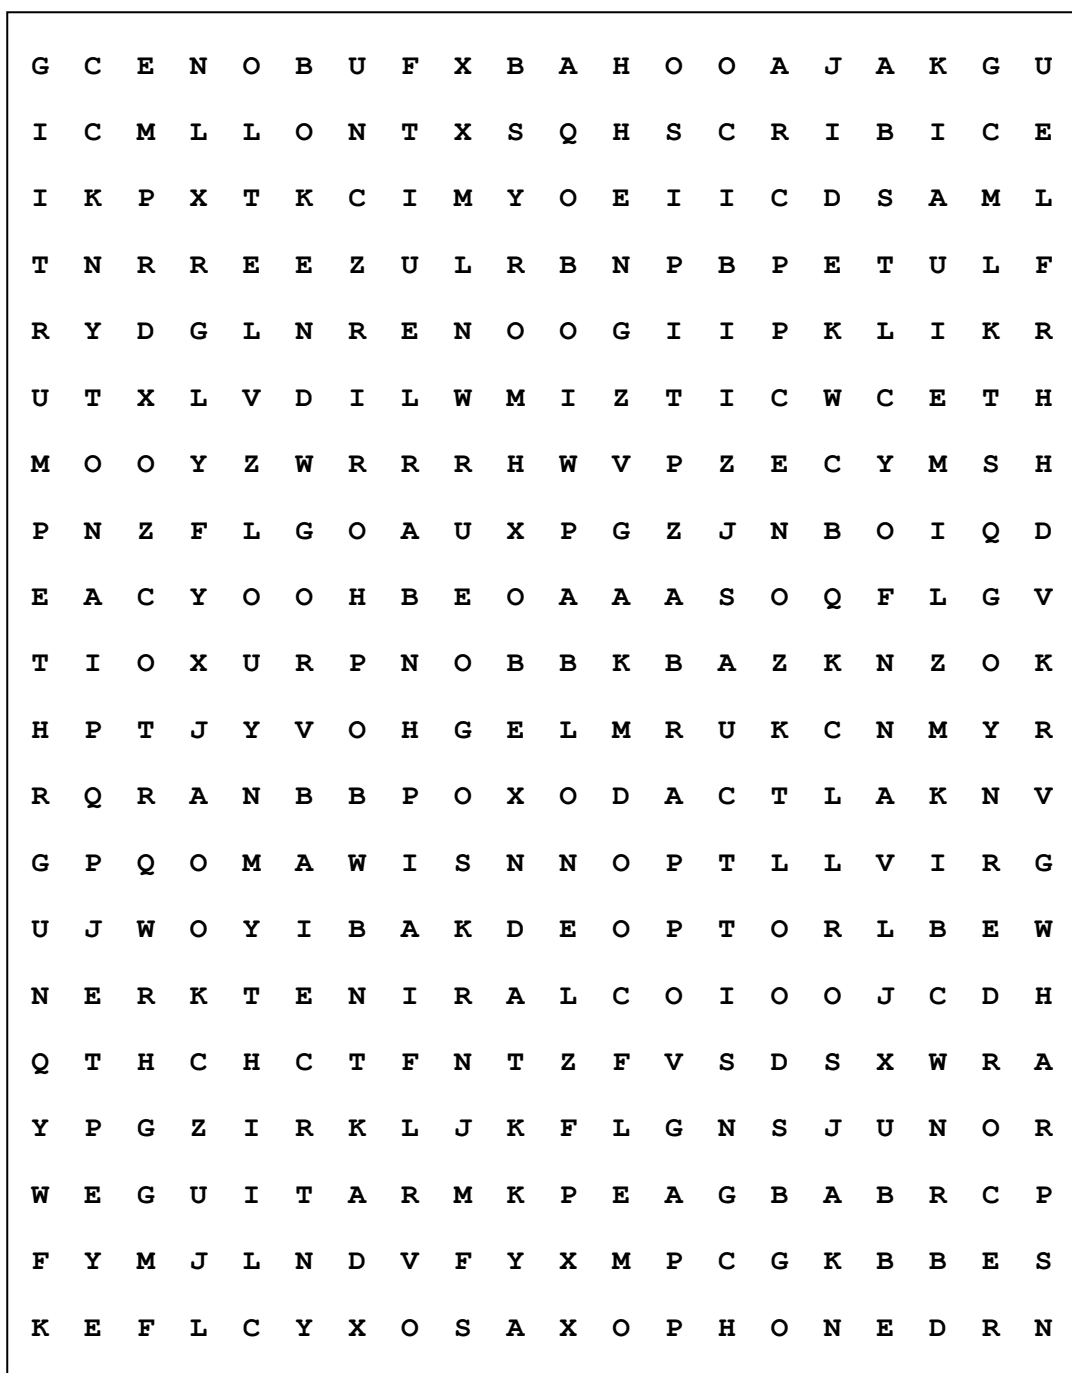 G C E N O B U F X B A H O O A J A K G U
I C M L L O N T X S Q H S C R I B I C E
I K P X T K C I M Y O E I I C D S A M L
T N R R E E Z U L R B N P B P E T U L F
R Y D G L N R E N O O G I I P K L I K R
U T X L V D I L W M I Z T I C W C E T H
M O O Y Z W R R R H W V P Z E C Y M S H
P N Z F L G O A U X P G Z J N B O I Q D
E A C Y O O H B E O A A A S O Q F L G V
T I O X U R P N O B B K B A Z K N Z O K
H P T J Y V O H G E L M R U K C N M Y R
R Q R A N B B P O X O D A C T L A K N V
G P Q O M A W I S N N O P T L L V I R G
U J W O Y I B A K D E O P T O R L B E W
N E R K T E N I R A L C O I O O J C D H
Q T H C H C T F N T Z F V S D S X W R A
Y P G Z I R K L J K F L G N S J U N O R
W E G U I T A R M K P E A G B A B R C P
F Y M J L N D V F Y X M P C G K B B E S
K E F L C Y X O S A X O P H O N E D R N